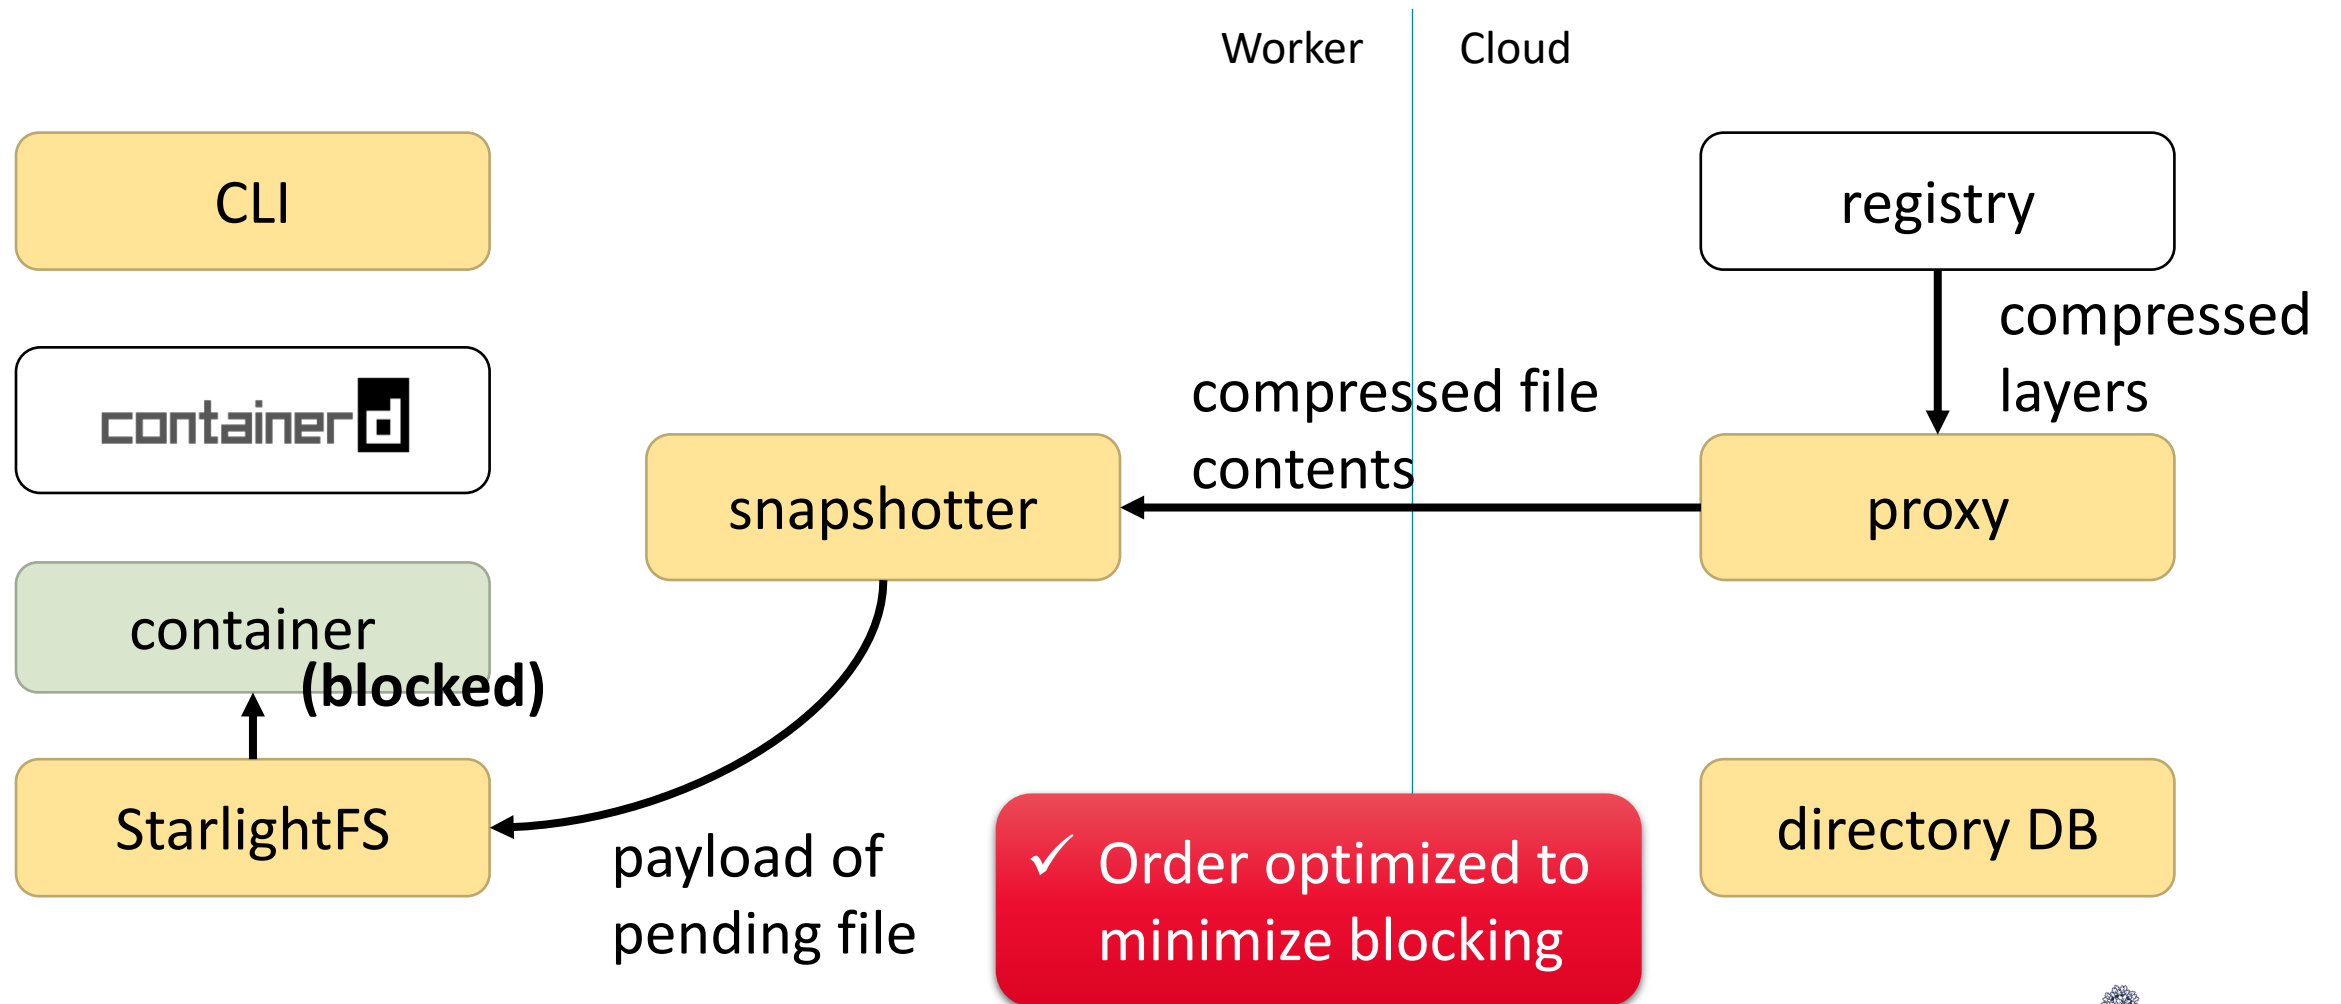 Worker
Cloud
CLI
registry
compressed
layers
containerd
compressed file
contents
snapshotter
proxy
container
(blocked)
StarlightFS
payload of
pending file
✓ Order optimized to
minimize blocking
directory DB